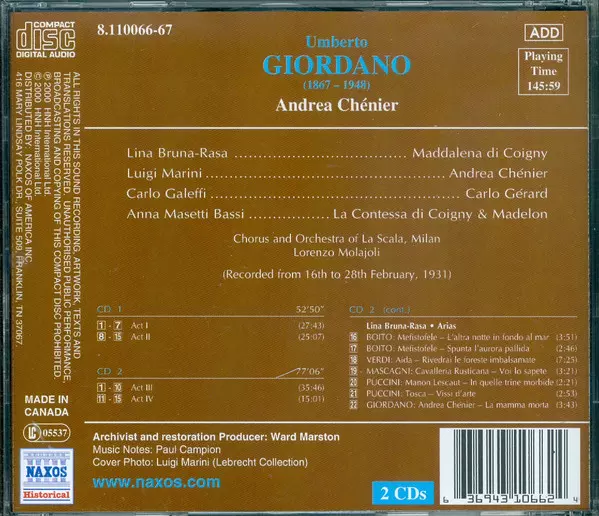 COMPACT
disc
DIGITAL AUDIO
8.110066-67
Umberto
GIORDANO
(1867 – 1948)
Andrea Chénier
ADD
Playing
Time
145:59
Lina Bruna-Rasa ........ Maddalena di Coigny
Luigi Marini ........ Andrea Chénier
Carlo Galeffi ........ Carlo Gérard
Anna Masetti Bassi ........ La Contessa di Coigny & Madelon
Chorus and Orchestra of La Scala, Milan
Lorenzo Molajoli
(Recorded from 16th to 28th February, 1931)
CD 1 52'50"
1 - 7 Act I (27:43)
8 - 15 Act II (25:07)
CD 2 77'06"
1 - 10 Act III (35:46)
11 - 15 Act IV (15:01)
CD 2 (cont.)
Lina Bruna-Rasa • Arias
16 BOITO: Mefistofele – L'altra notte in fondo al mar (3:51)
17 BOITO: Mefistofele – Spunta l'aurora pallida (2:46)
18 VERDI: Aida – Rivedrai le foreste imbalsamate (7:25)
19 MASCAGNI: Cavalleria Rusticana – Voi lo sapete (3:21)
20 PUCCINI: Manon Lescaut – In quelle trine morbide (2:21)
21 PUCCINI: Tosca – Vissi d'arte (2:53)
22 GIORDANO: Andrea Chénier – La mamma morta (3:43)
Archivist and restoration Producer: Ward Marston
Music Notes: Paul Campion
Cover Photo: Luigi Marini (Lebrecht Collection)
www.naxos.com
2 CDs
6 36943 10662 4
ALL RIGHTS IN THIS SOUND RECORDING, ARTWORK, TEXTS AND
TRANSLATIONS RESERVED. UNAUTHORISED PUBLIC PERFORMANCE,
BROADCASTING AND COPYING OF THIS COMPACT DISC PROHIBITED.
℗ 2000 HNH International Ltd.
© 2000 HNH International Ltd.
DISTRIBUTED BY - NAXOS OF AMERICA INC.
416 MARY LINDSAY POLK DR., SUITE 509, FRANKLIN, TN 37067.
MADE IN
CANADA
LC 05537
NAXOS
Historical